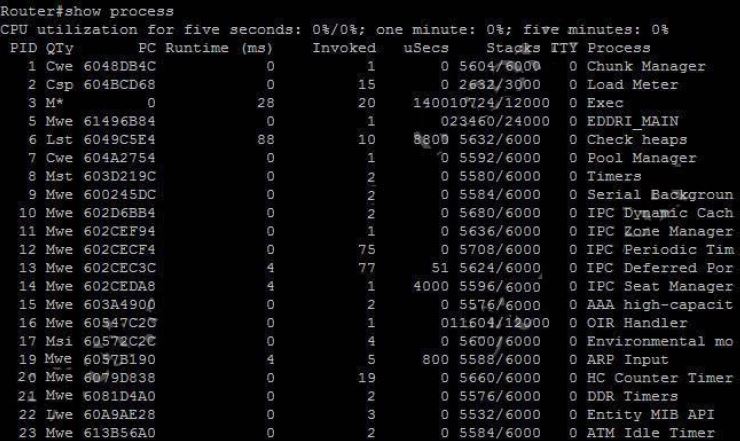 Router#show process
CPU utilization for five seconds: 0%/0%; one minute: 0%; five minutes: 0%
PID QTy PC Runtime (ms) Invoked uSecs Stacks TTY Process
1 Cwe 6048DB4C 0 1 0 5604/6000 0 Chunk Manager
2 Csp 604BCD68 0 15 0 2632/3000 0 Load Meter
3 M* 0 28 20 140010724/12000 0 Exec
5 Mwe 61496B84 0 1 023460/24000 0 EDDRI_MAIN
6 Lst 6049C5E4 88 10 8800 5632/6000 0 Check heaps
7 Cwe 604A2754 0 1 0 5592/6000 0 Pool Manager
8 Mst 603D219C 0 2 0 5580/6000 0 Timers
9 Mwe 600245DC 0 2 0 5584/6000 0 Serial Backgroun
10 Mwe 602D6BB4 0 2 0 5680/6000 0 IPC Dynamic Cach
11 Mwe 602CEF94 0 1 0 5636/6000 0 IPC Zone Manager
12 Mwe 602CECF4 0 75 0 5708/6000 0 IPC Periodic Tim
13 Mwe 602CEC3C 4 77 51 5624/6000 0 IPC Deferred Por
14 Mwe 602CEDA8 4 1 4000 5596/6000 0 IPC Seat Manager
15 Mwe 603A4900 0 2 0 5576/6000 0 AAA high-capacit
16 Mwe 60547C20 0 1 011604/12000 0 OIR Handler
17 Msi 60572C2C 0 4 0 5600/6000 0 Environmental mo
19 Mwe 6057B190 4 5 800 5588/6000 0 ARP Input
20 Mwe 6079D838 0 19 0 5660/6000 0 HC Counter Timer
21 Mwe 6081D4A0 0 2 0 5576/6000 0 DDR Timers
22 Dwe 60A9AE28 0 3 0 5532/6000 0 Entity MIB API
23 Mwe 613B56A0 0 2 0 5584/6000 0 ATM Idle Timer